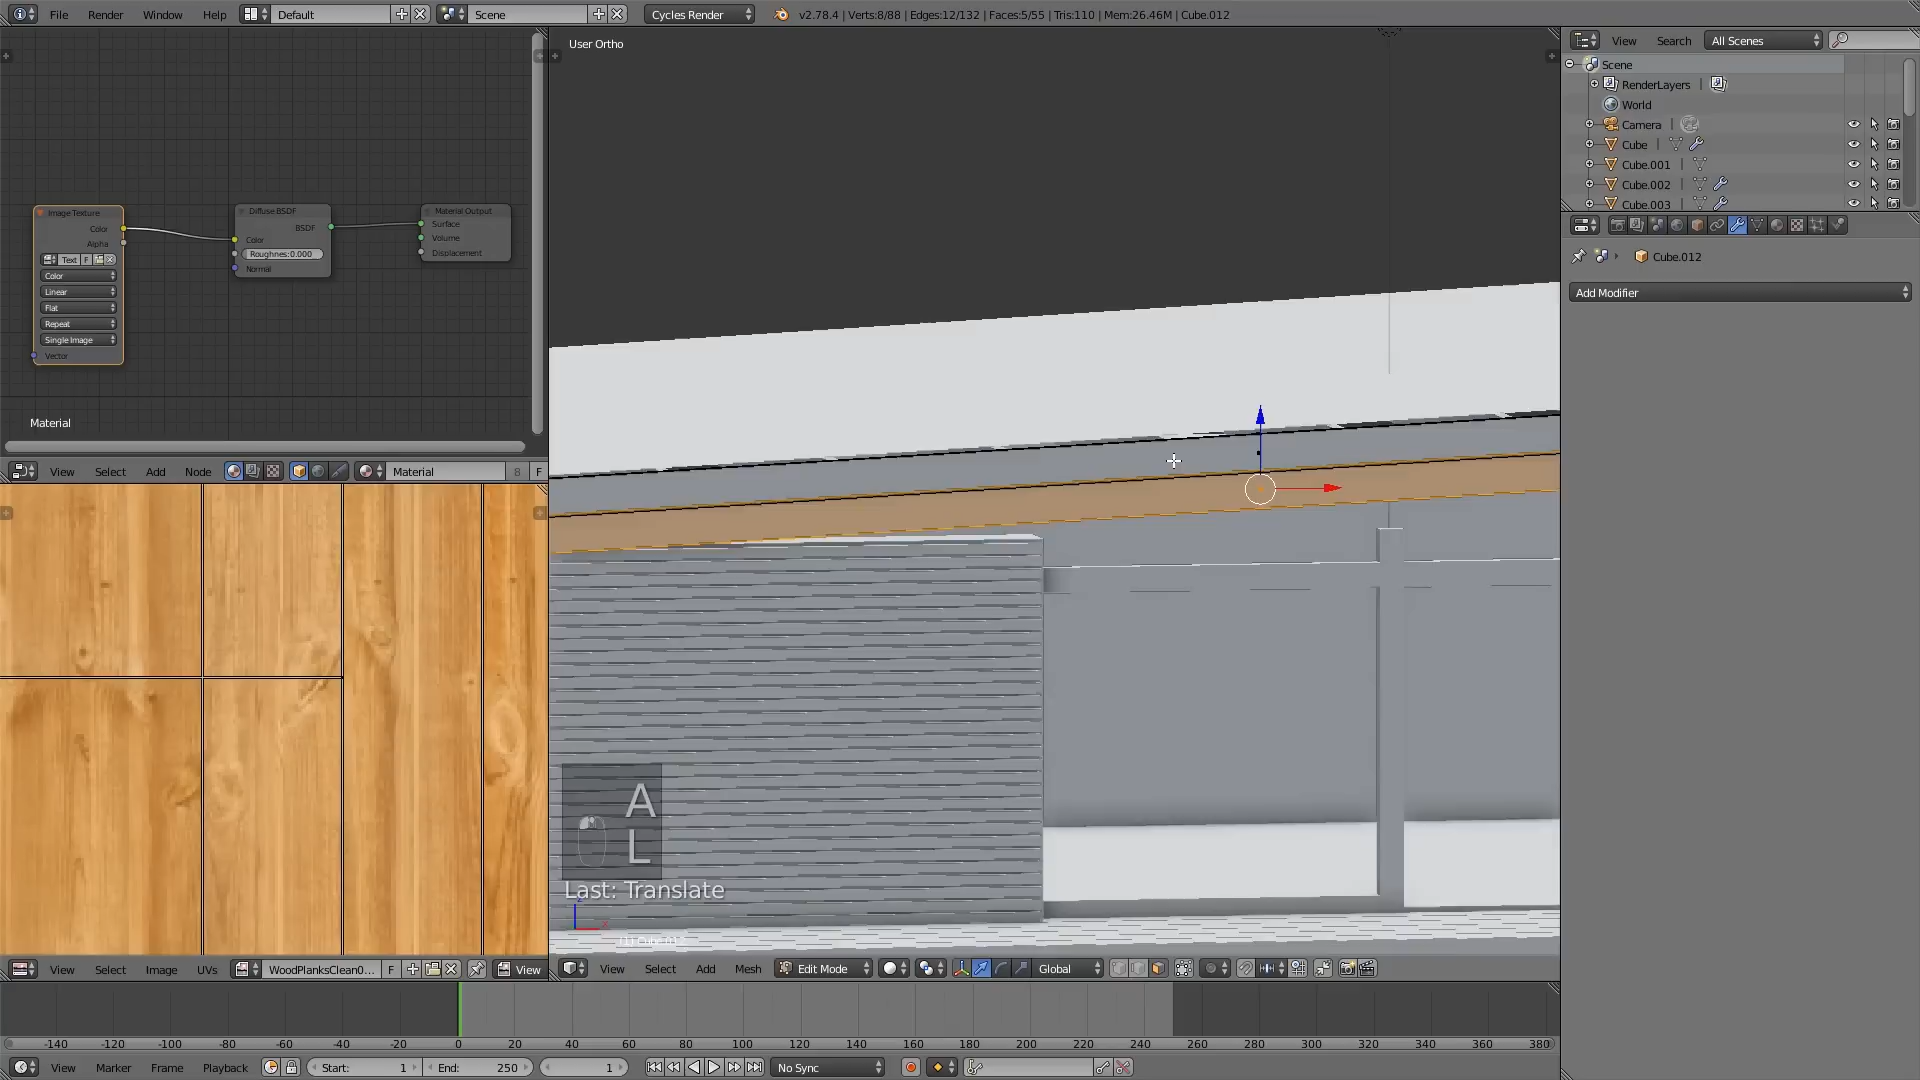 File Render Window Help Default Scene Cycles Render v2.78.4 | Verts:8/88 | Edges:12/132 | Faces:5/55 | Tris:110 | Mem:26.46M | Cube.012
User Ortho
View Search All Scenes
Scene
RenderLayers |
World
Camera |
Cube |
Cube.001 |
Cube.002 |
Cube.003 |
Cube.012
Add Modifier
Image Texture
Color
Alpha
Text F
Color
Linear
Flat
Repeat
Single Image
Vector
Diffuse BSDF
BSDF
Color
Roughnes:0.000
Normal
Material Output
Surface
Volume
Displacement
Material
View Select Add Node Material 8 F
A
L
Last: Translate
View Select Image UVs WoodPlanksClean0... F View
View Select Add Mesh Edit Mode Global
-140 -120 -100 -80 -60 -40 -20 0 20 40 60 80 100 120 140 160 180 200 220 240 260 280 300 320 340 360 380
View Marker Frame Playback Start: 1 End: 250 1 No Sync